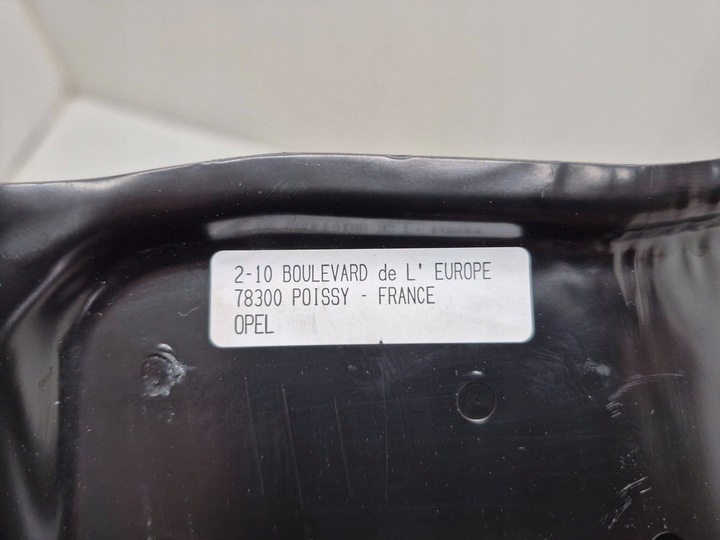 2-10 BOULEVARD de L' EUROPE
78300 POISSY - FRANCE
OPEL